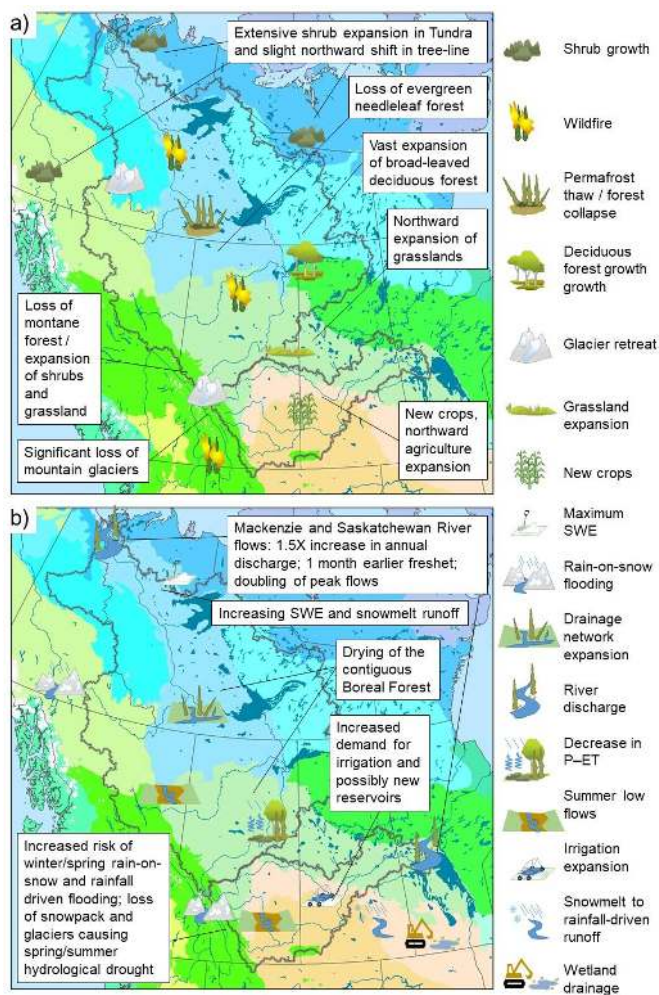 a)
Extensive shrub expansion in Tundra
and slight northward shift in tree-line
Loss of evergreen
needleleaf forest
Vast expansion
of broad-leaved
deciduous forest
Northward
expansion of
grasslands
Loss of
montane
forest /
expansion
of shrubs
and
grassland
Significant loss of
mountain glaciers
New crops,
northward
agriculture
expansion
Shrub growth
Wildfire
Permafrost
thaw / forest
collapse
Deciduous
forest growth
growth
Glacier retreat
Grassland
expansion
New crops
b)
Mackenzie and Saskatchewan River
flows: 1.5X increase in annual
discharge; 1 month earlier freshet;
doubling of peak flows
Increasing SWE and snowmelt runoff
Drying of the
contiguous
Boreal Forest
Increased
demand for
irrigation and
possibly new
reservoirs
Increased risk of
winter/spring rain-on-
snow and rainfall
driven flooding; loss
of snowpack and
glaciers causing
spring/summer
hydrological drought
Maximum
SWE
Rain-on-snow
flooding
Drainage
network
expansion
River
discharge
Decrease in
P–ET
Summer low
flows
Irrigation
expansion
Snowmelt to
rainfall-driven
runoff
Wetland
drainage